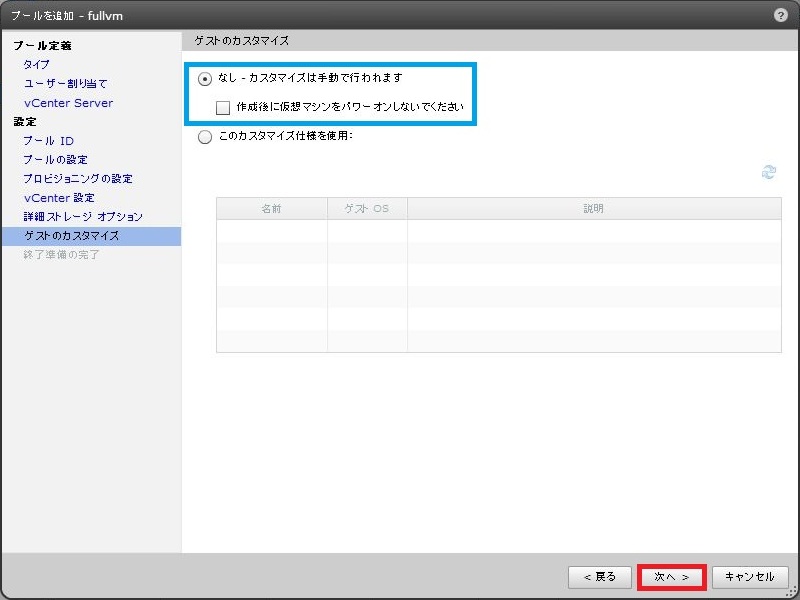 プールを追加 - fullvm
?
プール定義
タイプ
ユーザー割り当て
vCenter Server
設定
プール ID
プールの設定
プロビジョニングの設定
vCenter 設定
詳細ストレージ オプション
ゲストのカスタマイズ
終了準備の完了
ゲストのカスタマイズ
なし - カスタマイズは手動で行われます
作成後に仮想マシンをパワーオンしないでください
このカスタマイズ仕様を使用:
名前 ゲスト OS 説明
< 戻る 次へ > キャンセル